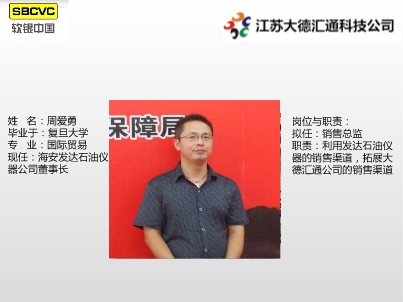 SBCVC
软银中国
江苏大德汇通科技公司
姓 名：周爱勇
毕业于：复旦大学
专 业：国际贸易
现任：海安发达石油仪
器公司董事长
保障局
岗位与职责：
拟任：销售总监
职责：利用发达石油仪
器的销售渠道，拓展大
德汇通公司的销售渠道